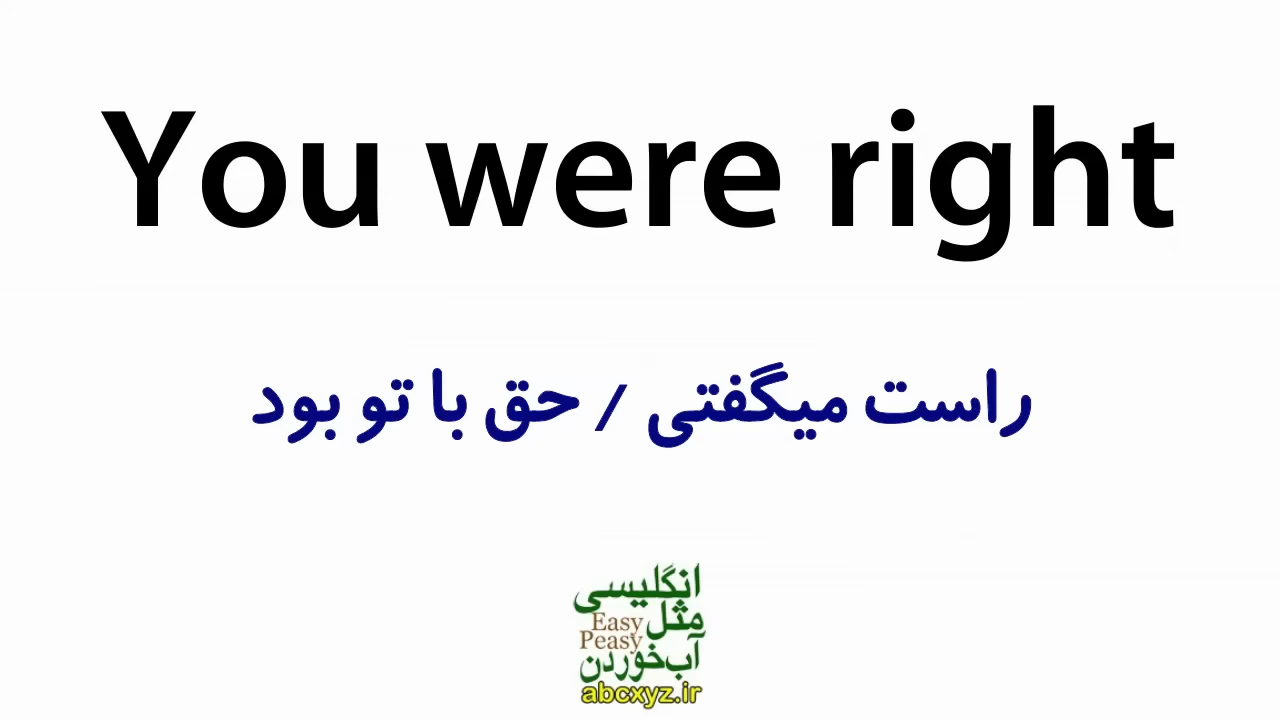 You were right
راست میگفتی / حق با تو بود
انگلیسی
مثل Easy
Peasy
آب‌خوردن
abcxyz.ir